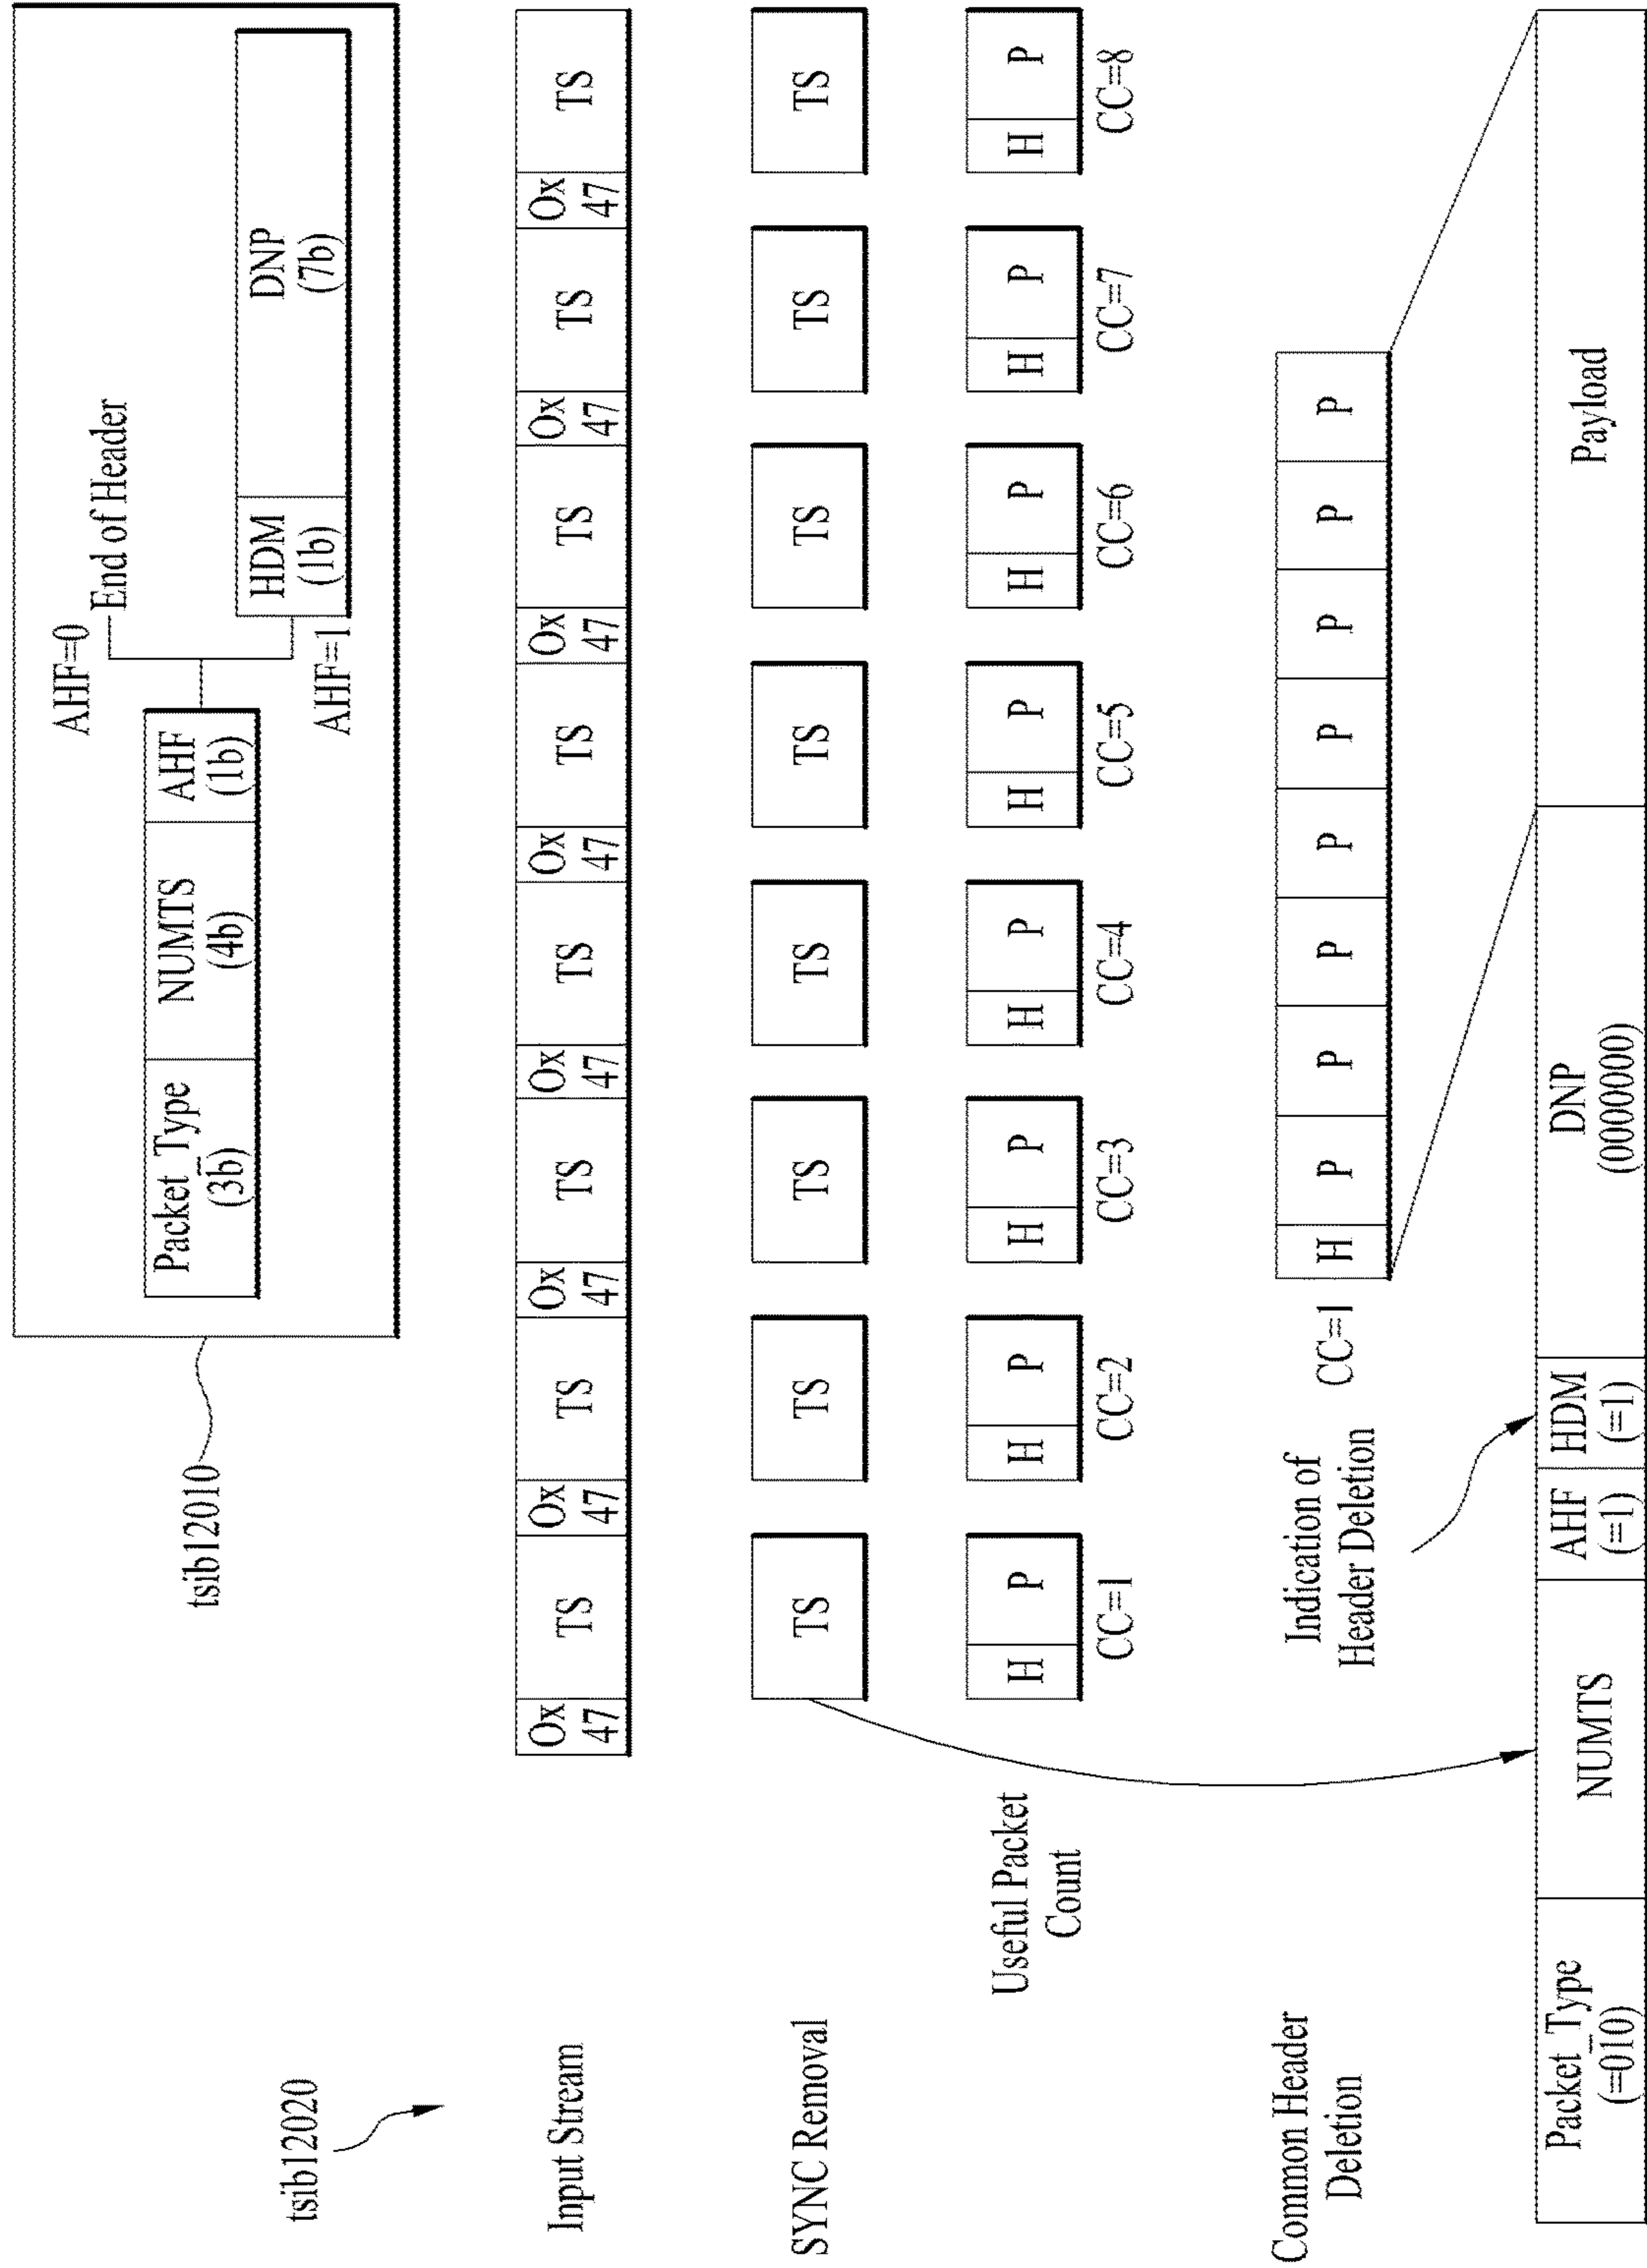 tsib12010
Packet_Type
(3b)
NUMTS
(4b)
AHF
(1b)
AHF=0
End of Header
AHF=1
HDM
(1b)
DNP
(7b)
tsib12020
Input Stream
Ox
47
TS
Ox
47
TS
Ox
47
TS
Ox
47
TS
Ox
47
TS
Ox
47
TS
Ox
47
TS
Ox
47
TS
SYNC Removal
TS
TS
TS
TS
TS
TS
TS
TS
Useful Packet
Count
H P
H P
H P
H P
H P
H P
H P
H P
CC=1
CC=2
CC=3
CC=4
CC=5
CC=6
CC=7
CC=8
Common Header
Deletion
Indication of
Header Deletion
CC=1
H P P P P P P P P
Packet_Type
(=010)
NUMTS
AHF
(=1)
HDM
(=1)
DNP
(0000000)
Payload